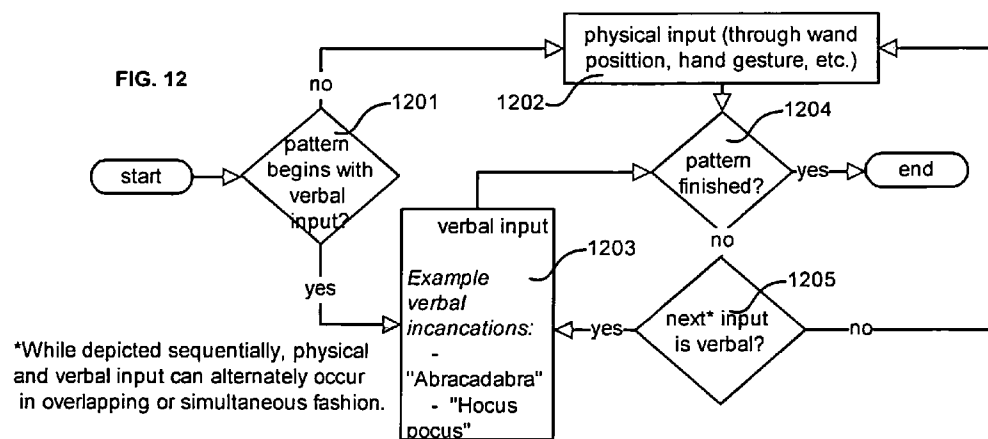 FIG. 12
start
1201
pattern
begins with
verbal
input?
no
yes
physical input (through wand
posittion, hand gesture, etc.)
1202
verbal input
Example
verbal
incancations:
-
"Abracadabra"
- "Hocus
pocus"
1203
1204
pattern
finished?
yes
end
no
1205
next* input
is verbal?
yes
no
*While depicted sequentially, physical
and verbal input can alternately occur
in overlapping or simultaneous fashion.